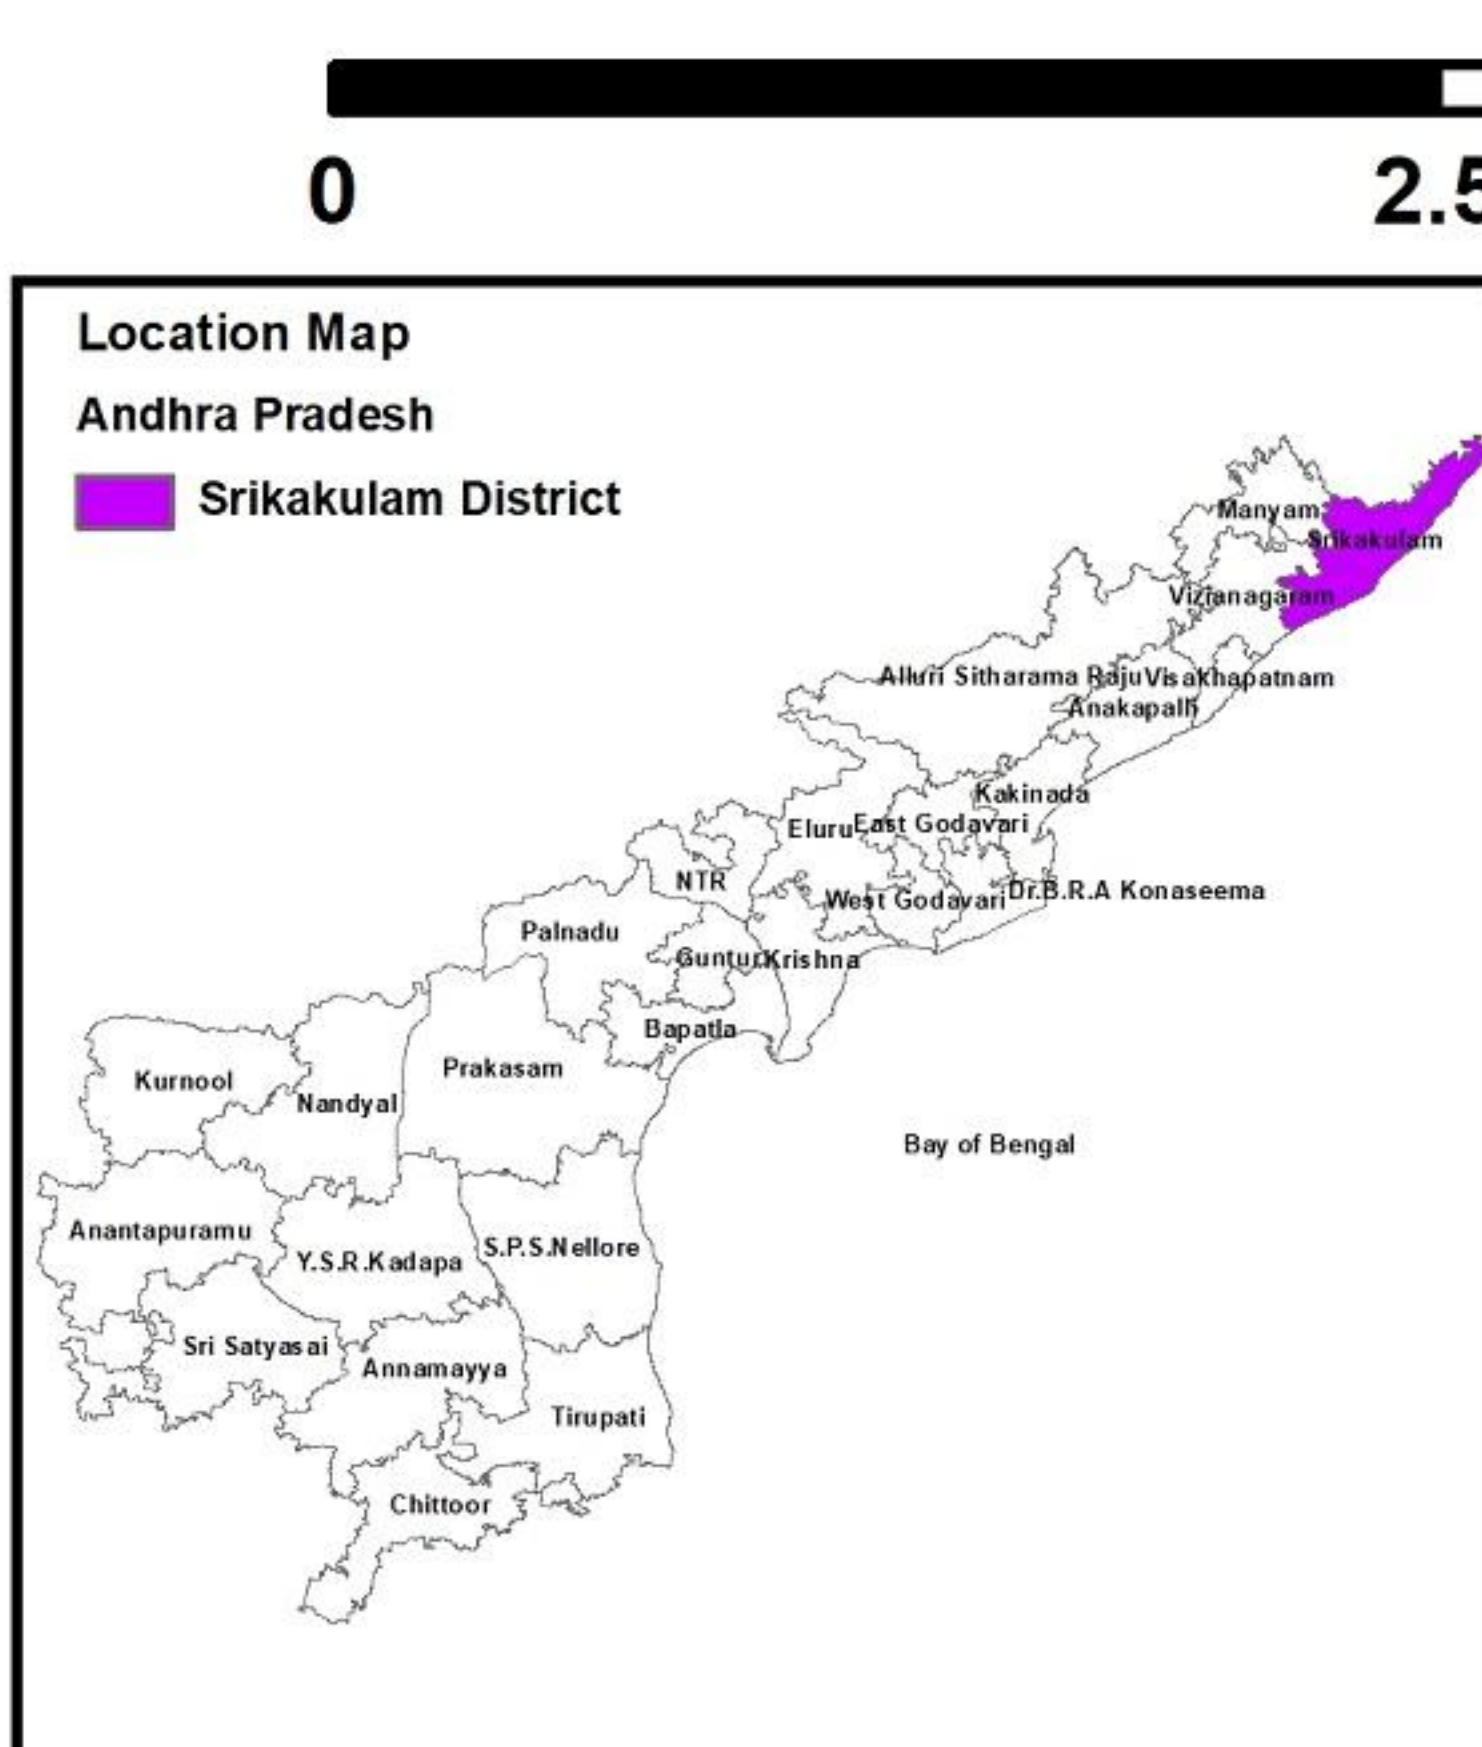 0 2.5
Location Map
Andhra Pradesh
Srikakulam District
Manyam
Srikakulam
Vizianagaram
Alluri Sitharama Raju Visakhapatnam
Anakapalli
Kakinada
Eluru East Godavari
NTR
West Godavari Dr.B.R.A Konaseema
Palnadu
Guntur Krishna
Bapatla
Prakasam
Kurnool
Nandyal
Bay of Bengal
Anantapuramu
S.P.S.Nellore
Y.S.R.Kadapa
Sri Satyasai
Annamayya
Tirupati
Chittoor